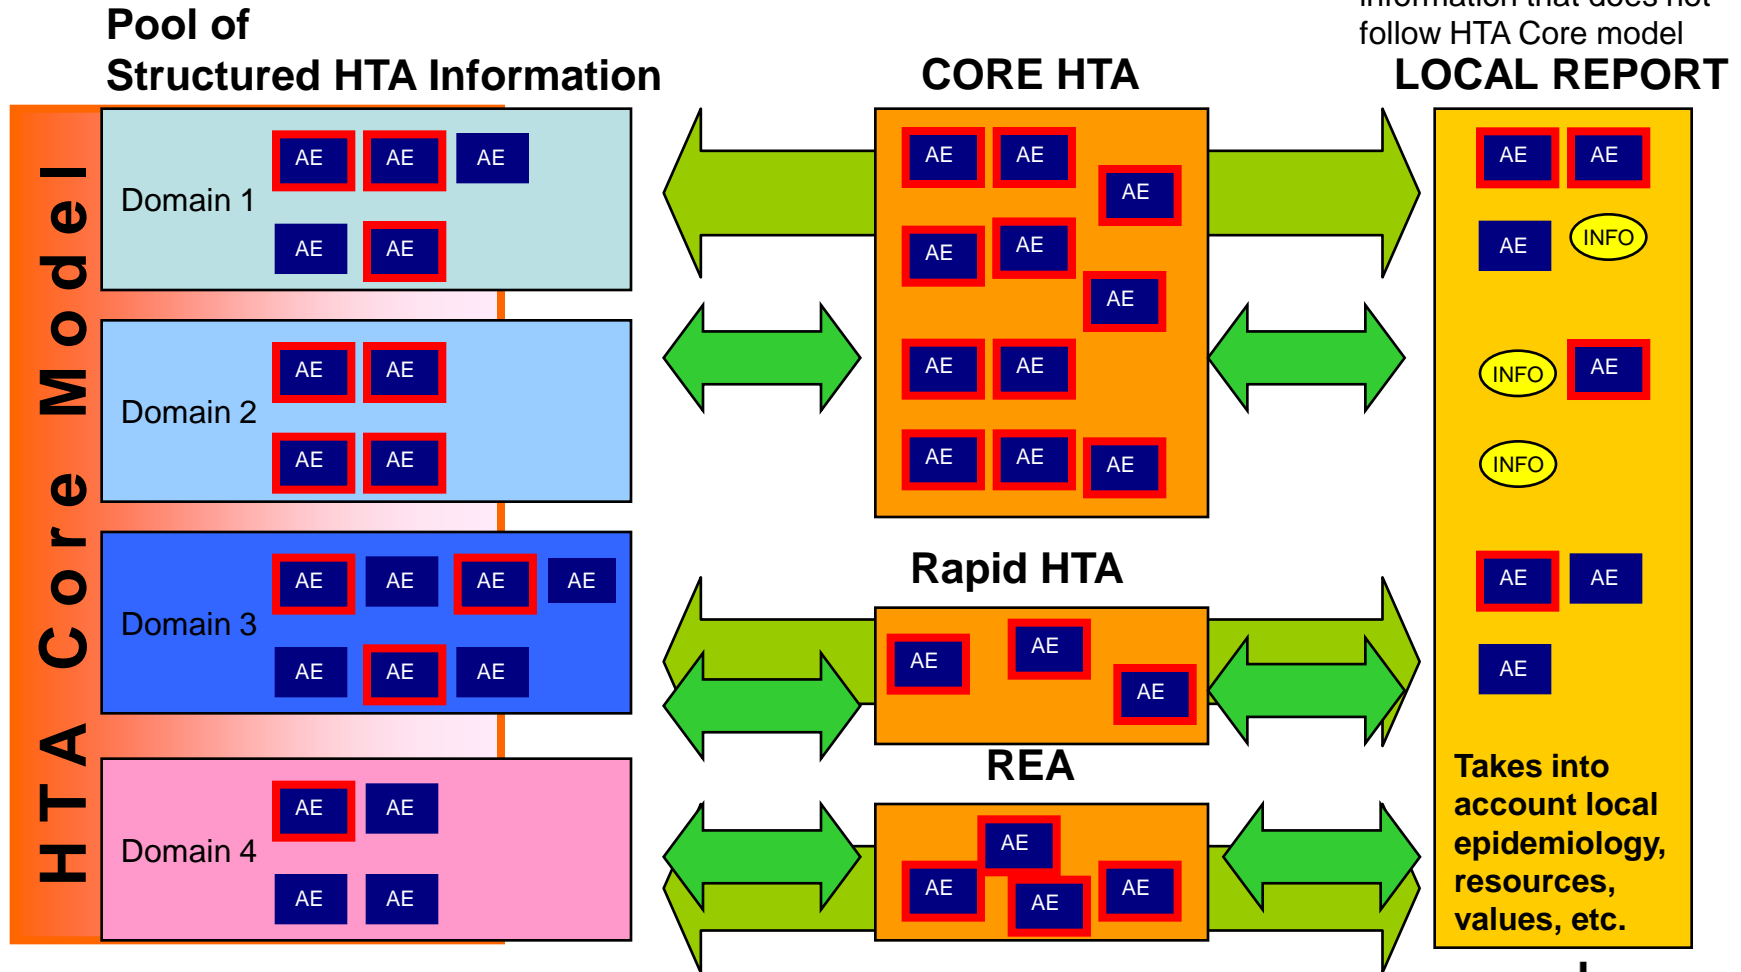 information that does not
follow HTA Core model
Pool of
Structured HTA Information
CORE HTA
LOCAL REPORT
HTA Core Model
Domain 1
AE AE AE
AE AE
Domain 2
AE AE
AE AE
Domain 3
AE AE AE AE
AE AE AE
Domain 4
AE AE
AE AE
AE AE
AE
AE AE
AE
AE AE
AE AE AE
Rapid HTA
AE AE
AE
REA
AE
AE AE AE
AE AE
AE INFO
INFO AE
INFO
AE AE
AE
Takes into
account local
epidemiology,
resources,
values, etc.